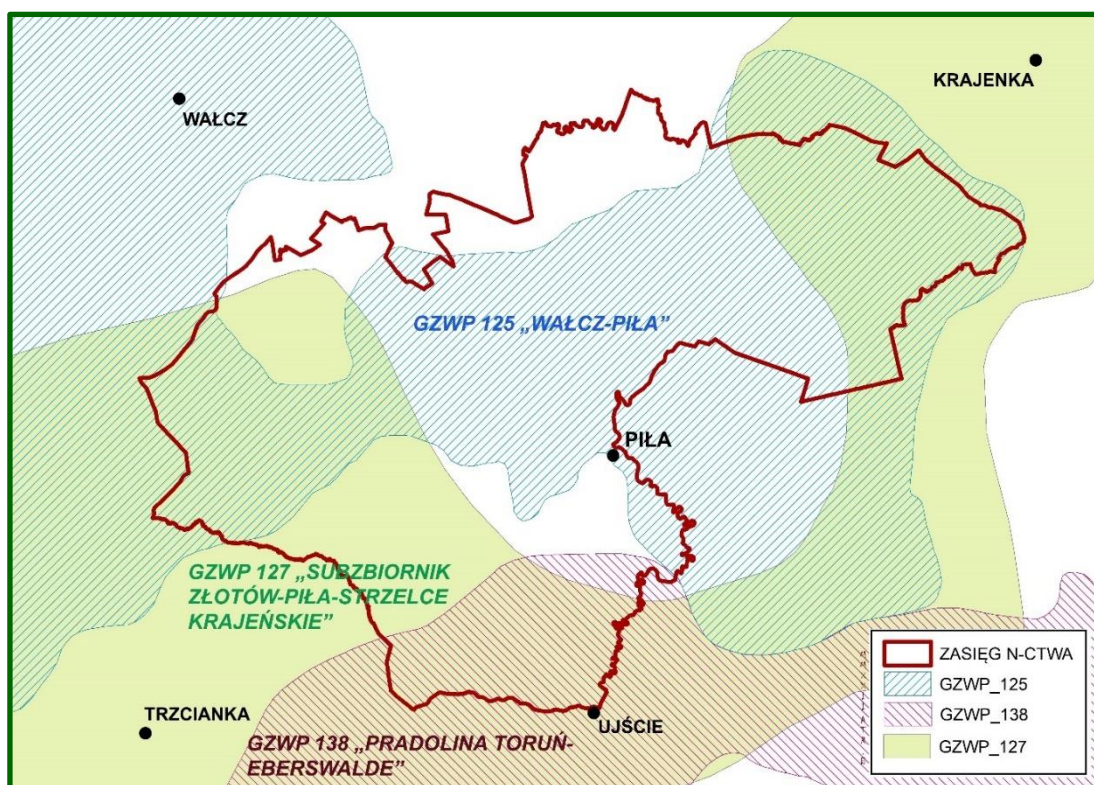 KRAJENKA
WAŁCZ
GZWP 125 „WAŁCZ-PIŁA”
PIŁA
GZWP 127 „SUBZBIORNIK
ZŁOTÓW-PIŁA-STRZELCE
KRAJEŃSKIE”
TRZCIANKA
UJŚCIE
GZWP 138 „PRADOLINA TORUŃ-
EBERSWALDE”
ZASIĘG N-CTWA
GZWP_125
GZWP_138
GZWP_127